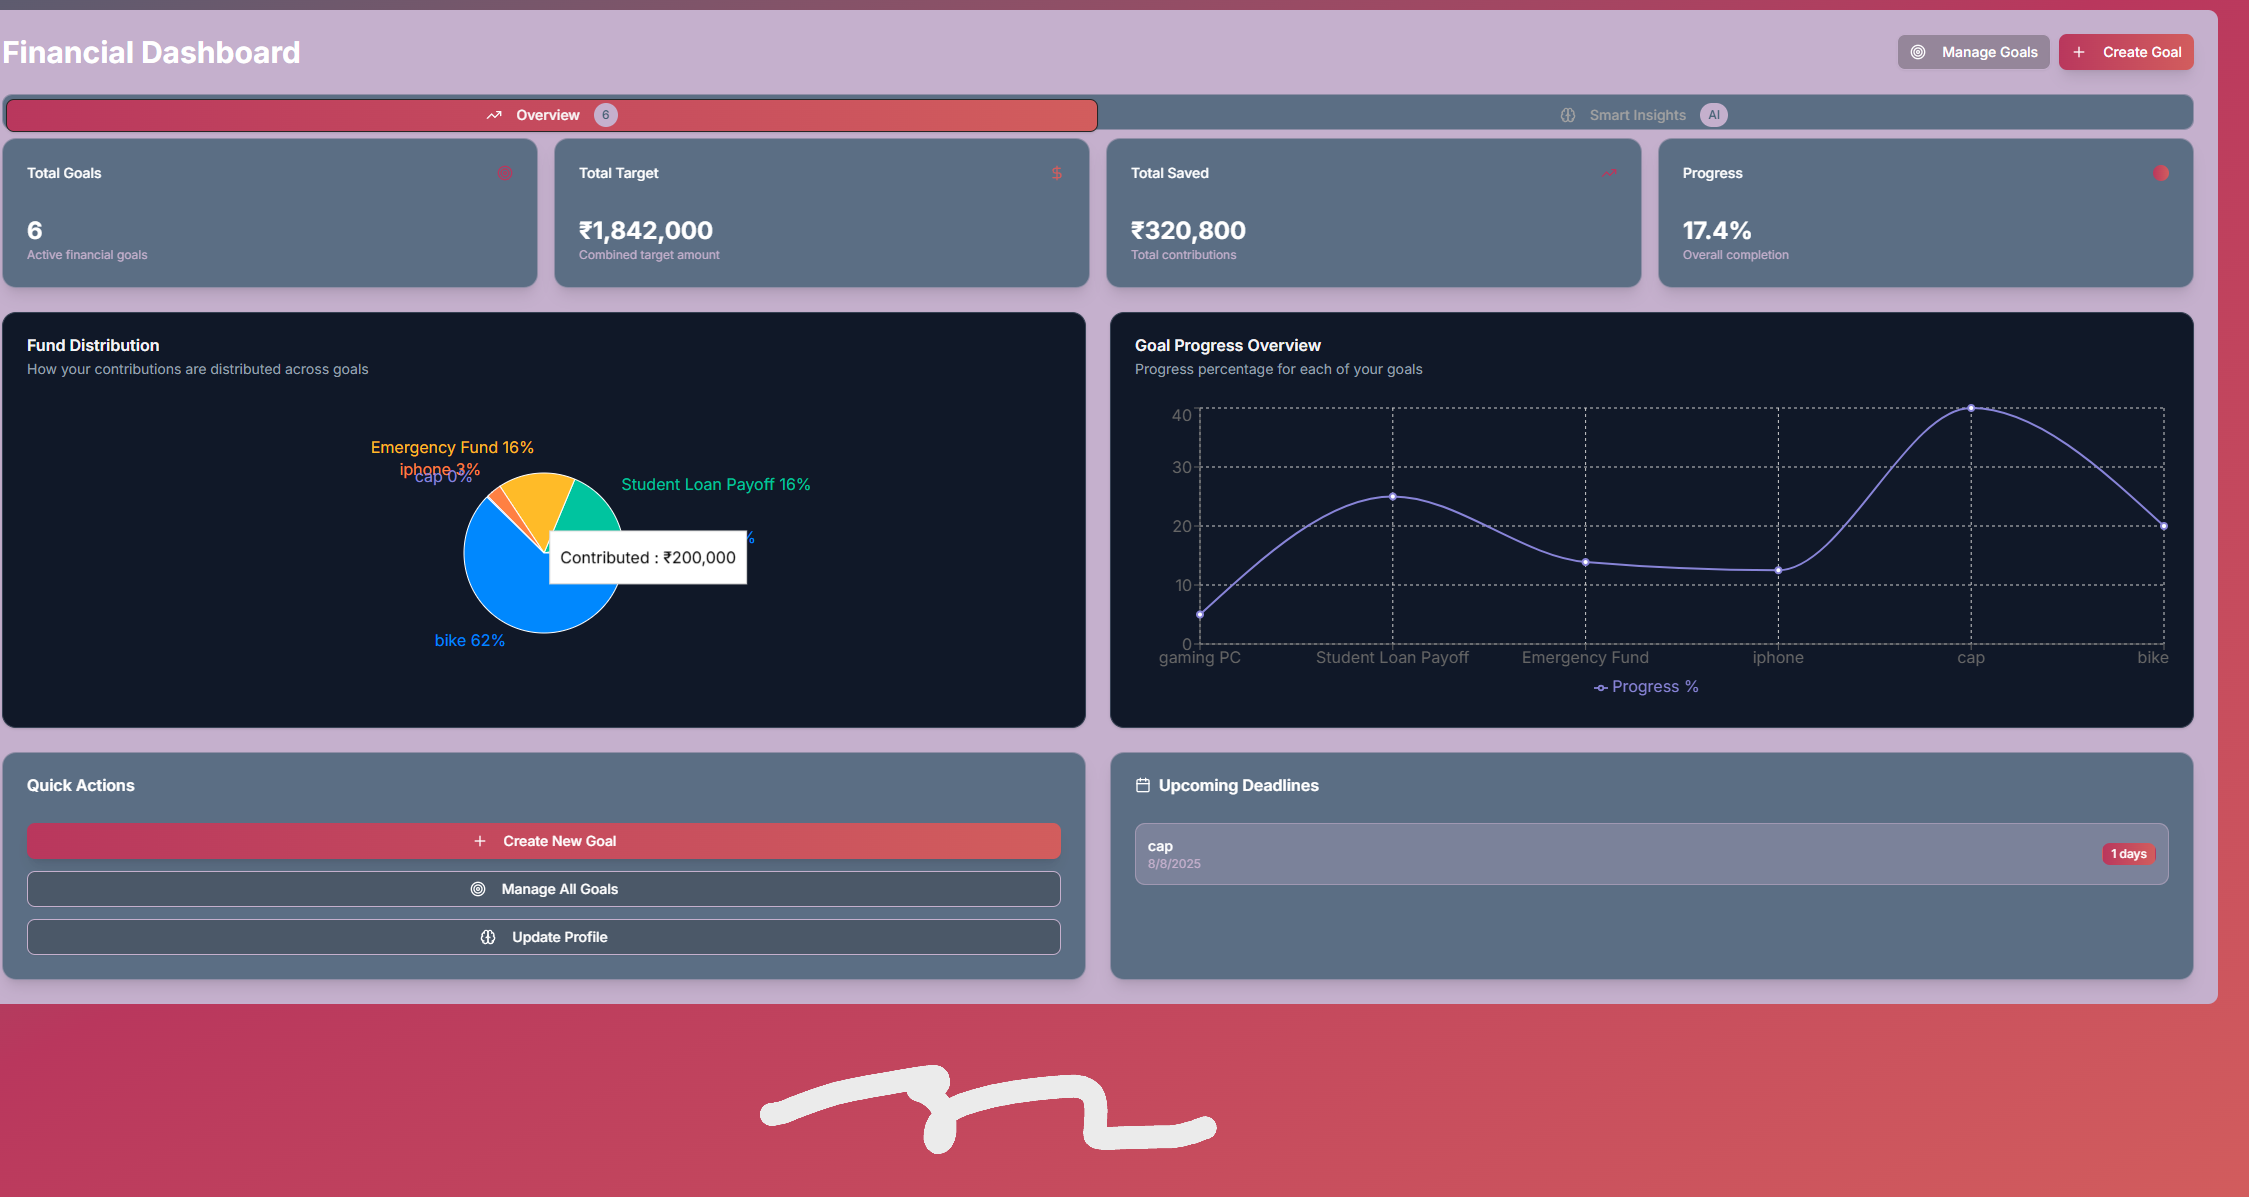 Financial Dashboard
Manage Goals
Create Goal
Overview 6
Smart Insights AI
Total Goals
6
Active financial goals
Total Target
$
₹1,842,000
Combined target amount
Total Saved
₹320,800
Total contributions
Progress
17.4%
Overall completion
Fund Distribution
How your contributions are distributed across goals
Emergency Fund 16%
iphone 3%
cap 0%
Student Loan Payoff 16%
%
Contributed : ₹200,000
bike 62%
Goal Progress Overview
Progress percentage for each of your goals
40
30
20
10
0
gaming PC Student Loan Payoff Emergency Fund iphone cap bike
Progress %
Quick Actions
Create New Goal
Manage All Goals
Update Profile
Upcoming Deadlines
cap
8/8/2025
1 days